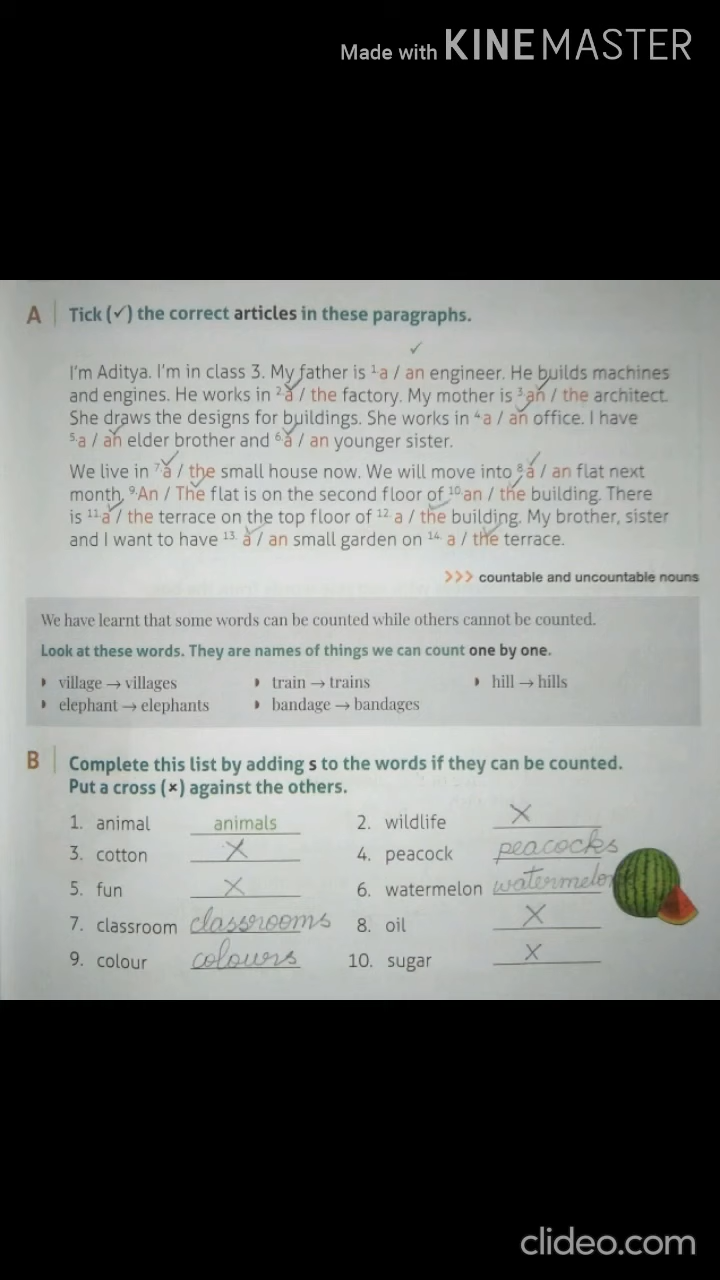 Made with KINEMASTER
A Tick (✓) the correct articles in these paragraphs.
✓
I'm Aditya. I'm in class 3. My father is ¹a / an engineer. He builds machines
and engines. He works in ²a / the factory. My mother is ³an / the architect.
She draws the designs for buildings. She works in ⁴a / an office. I have
⁵a / an elder brother and ⁶a / an younger sister.
We live in ⁷a / the small house now. We will move into ⁸a / an flat next
month. ⁹An / The flat is on the second floor of ¹⁰an / the building. There
is ¹¹a / the terrace on the top floor of ¹²a / the building. My brother, sister
and I want to have ¹³a / an small garden on ¹⁴a / the terrace.
>>> countable and uncountable nouns
We have learnt that some words can be counted while others cannot be counted.
Look at these words. They are names of things we can count one by one.
village → villages train → trains hill → hills
elephant → elephants bandage → bandages
B Complete this list by adding s to the words if they can be counted.
Put a cross (×) against the others.
1. animal animals 2. wildlife ×
3. cotton × 4. peacock peacocks
5. fun × 6. watermelon watermelon
7. classroom classrooms 8. oil ×
9. colour colours 10. sugar ×
clideo.com